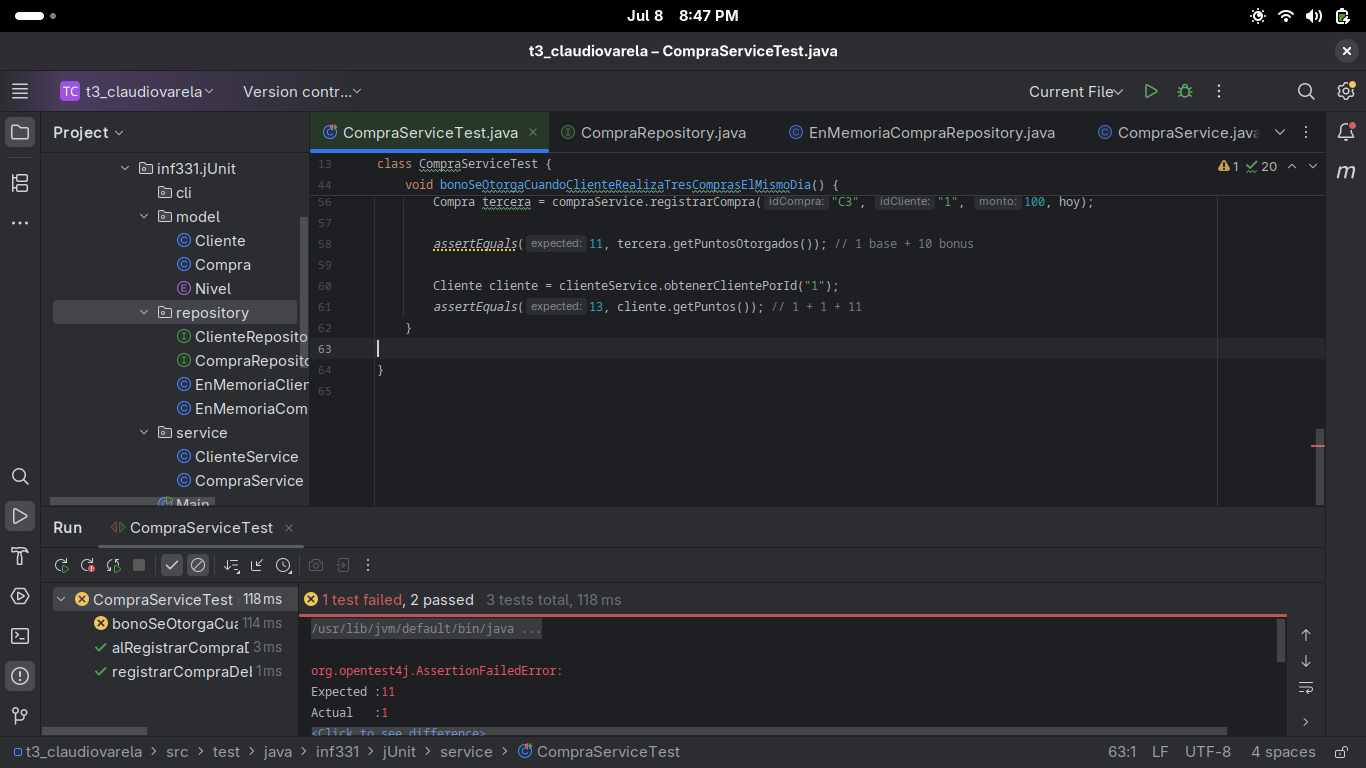 Jul 8 8:47 PM
t3_claudiovarela – CompraServiceTest.java
TC t3_claudiovarela Version contr... Current File
Project
CompraServiceTest.java CompraRepository.java EnMemoriaCompraRepository.java CompraService.java
inf331.jUnit
cli
model
Cliente
Compra
Nivel
repository
ClienteReposito
CompraReposito
EnMemoriaClien
EnMemoriaCom
service
ClienteService
CompraService
Main
1 20
13 class CompraServiceTest {
44 void bonoSeOtorgaCuandoClienteRealizaTresComprasElMismoDia() {
56 Compra tercera = compraService.registrarCompra( idCompra: "C3", idCliente: "1", monto: 100, hoy);
57
58 assertEquals( expected: 11, tercera.getPuntosOtorgados()); // 1 base + 10 bonus
59
60 Cliente cliente = clienteService.obtenerClientePorId("1");
61 assertEquals( expected: 13, cliente.getPuntos()); // 1 + 1 + 11
62 }
63
64 }
65
m
Run CompraServiceTest
CompraServiceTest 118 ms
bonoSeOtorgaCua 114 ms
alRegistrarCompraD 3 ms
registrarCompraDel 1 ms
1 test failed, 2 passed 3 tests total, 118 ms
/usr/lib/jvm/default/bin/java ...
org.opentest4j.AssertionFailedError:
Expected :11
Actual :1
<Click to see difference>
t3_claudiovarela > src > test > java > inf331 > jUnit > service > CompraServiceTest 63:1 LF UTF-8 4 spaces